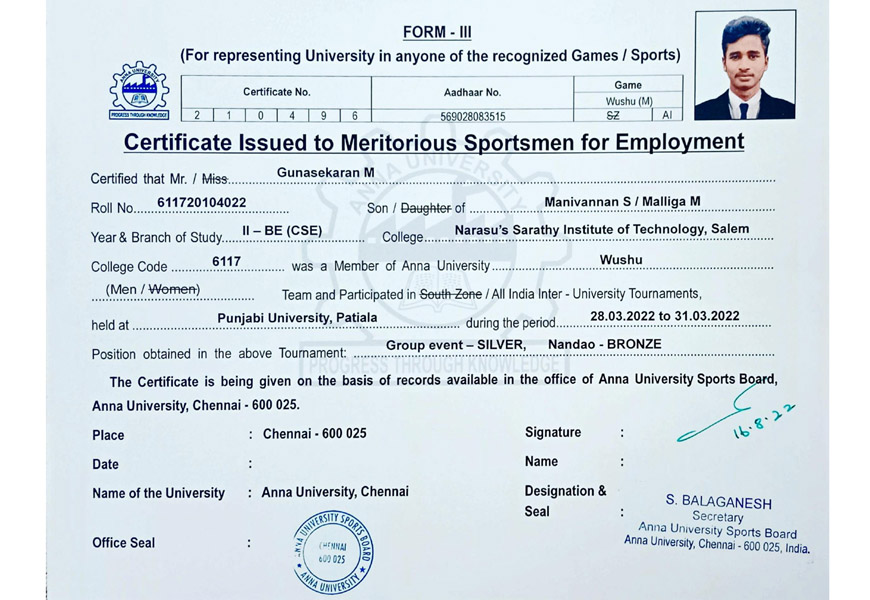 FORM - III
(For representing University in anyone of the recognized Games / Sports)
ANNA UNIVERSITY
PROGRESS THROUGH KNOWLEDGE
Certificate No. Aadhaar No. Game
Wushu (M)
2 1 0 4 9 6 569028083515 SZ AI
Certificate Issued to Meritorious Sportsmen for Employment
Certified that Mr. / Miss Gunasekaran M
Roll No. 611720104022 Son / Daughter of Manivannan S / Malliga M
Year & Branch of Study II – BE (CSE) College Narasu's Sarathy Institute of Technology, Salem
College Code 6117 was a Member of Anna University Wushu
(Men / Women) Team and Participated in South Zone / All India Inter - University Tournaments,
held at Punjabi University, Patiala during the period 28.03.2022 to 31.03.2022
Position obtained in the above Tournament: Group event – SILVER, Nandao - BRONZE
ANNA UNIVERSITY
PROGRESS THROUGH KNOWLEDGE
The Certificate is being given on the basis of records available in the office of Anna University Sports Board,
Anna University, Chennai - 600 025.
Place : Chennai - 600 025
Signature :
16.8.22
Date :
Name :
Name of the University : Anna University, Chennai
Designation &
Seal :
S. BALAGANESH
Secretary
Anna University Sports Board
Anna University, Chennai - 600 025, India.
Office Seal :
ANNA UNIVERSITY SPORTS BOARD
CHENNAI
600 025
ANNA UNIVERSITY